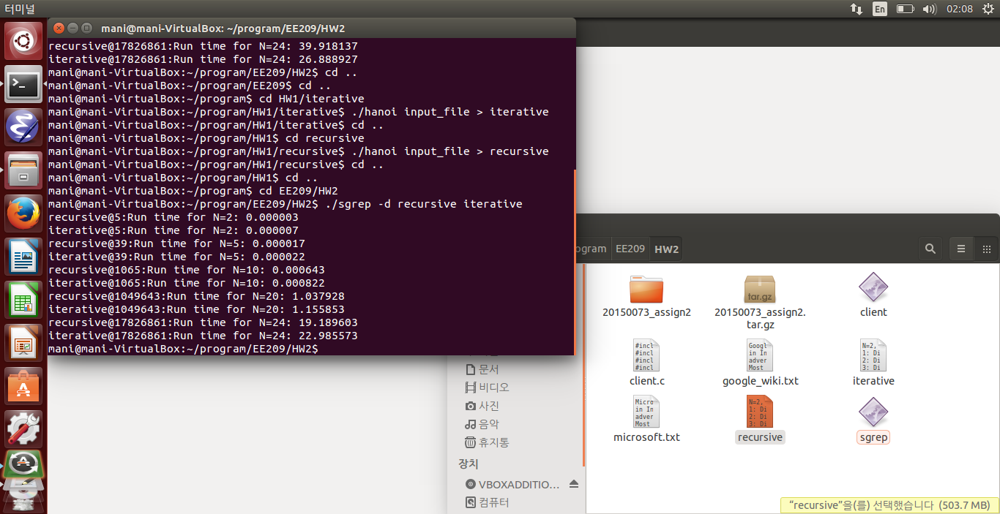 터미널
En
02:08
mani@mani-VirtualBox: ~/program/EE209/HW2
recursive@17826861:Run time for N=24: 39.918137
iterative@17826861:Run time for N=24: 26.888927
mani@mani-VirtualBox:~/program/EE209/HW2$ cd ..
mani@mani-VirtualBox:~/program/EE209$ cd ..
mani@mani-VirtualBox:~/program$ cd HW1/iterative
mani@mani-VirtualBox:~/program/HW1/iterative$ ./hanoi input_file > iterative
mani@mani-VirtualBox:~/program/HW1/iterative$ cd ..
mani@mani-VirtualBox:~/program/HW1$ cd recursive
mani@mani-VirtualBox:~/program/HW1/recursive$ ./hanoi input_file > recursive
mani@mani-VirtualBox:~/program/HW1/recursive$ cd ..
mani@mani-VirtualBox:~/program/HW1$ cd ..
mani@mani-VirtualBox:~/program$ cd EE209/HW2
mani@mani-VirtualBox:~/program/EE209/HW2$ ./sgrep -d recursive iterative
recursive@5:Run time for N=2: 0.000003
iterative@5:Run time for N=2: 0.000007
recursive@39:Run time for N=5: 0.000017
iterative@39:Run time for N=5: 0.000022
recursive@1065:Run time for N=10: 0.000643
iterative@1065:Run time for N=10: 0.000822
recursive@1049643:Run time for N=20: 1.037928
iterative@1049643:Run time for N=20: 1.155853
recursive@17826861:Run time for N=24: 19.189603
iterative@17826861:Run time for N=24: 22.985573
mani@mani-VirtualBox:~/program/EE209/HW2$
ogram EE209 HW2
문서
비디오
사진
음악
휴지통
장치
VBOXADDITIO...
컴퓨터
tar.gz
20150073_assign2
20150073_assign2.
tar.gz
client
#incl
#incl
#incl
#incl
client.c
Googl
in In
adver
Most
google_wiki.txt
N=2,
1: Di
2: Di
3: Di
iterative
Micro
in In
adver
Most
microsoft.txt
N=2,
1: Di
2: Di
3: Di
recursive
sgrep
“recursive”을(를) 선택했습니다 (503.7 MB)